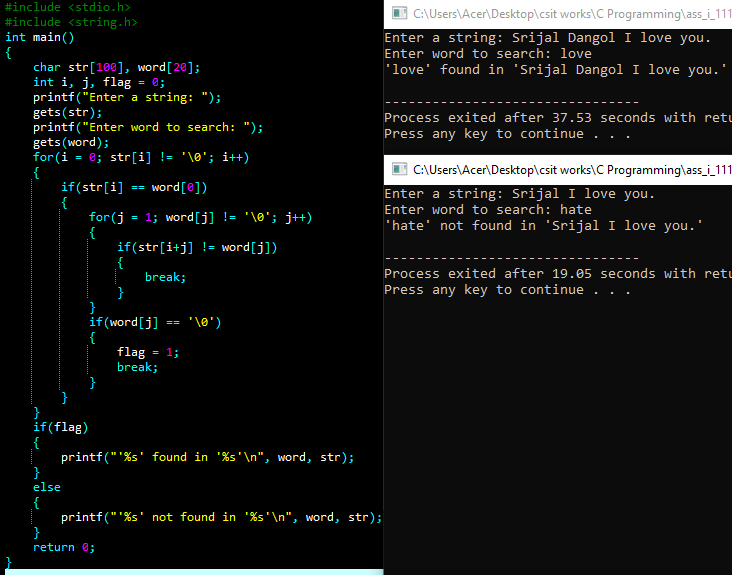 #include <stdio.h>
#include <string.h>
int main()
{
    char str[100], word[20];
    int i, j, flag = 0;
    printf("Enter a string: ");
    gets(str);
    printf("Enter word to search: ");
    gets(word);
    for(i = 0; str[i] != '\0'; i++)
    {
        if(str[i] == word[0])
        {
            for(j = 1; word[j] != '\0'; j++)
            {
                if(str[i+j] != word[j])
                {
                    break;
                }
            }
            if(word[j] == '\0')
            {
                flag = 1;
                break;
            }
        }
    }
    if(flag)
    {
        printf("'%s' found in '%s'\n", word, str);
    }
    else
    {
        printf("'%s' not found in '%s'\n", word, str);
    }
    return 0;
}
C:\Users\Acer\Desktop\csit works\C Programming\ass_i_111
Enter a string: Srijal Dangol I love you.
Enter word to search: love
'love' found in 'Srijal Dangol I love you.'
--------------------------------
Process exited after 37.53 seconds with retu
Press any key to continue . . .
C:\Users\Acer\Desktop\csit works\C Programming\ass_i_111
Enter a string: Srijal I love you.
Enter word to search: hate
'hate' not found in 'Srijal I love you.'
--------------------------------
Process exited after 19.05 seconds with retu
Press any key to continue . . .